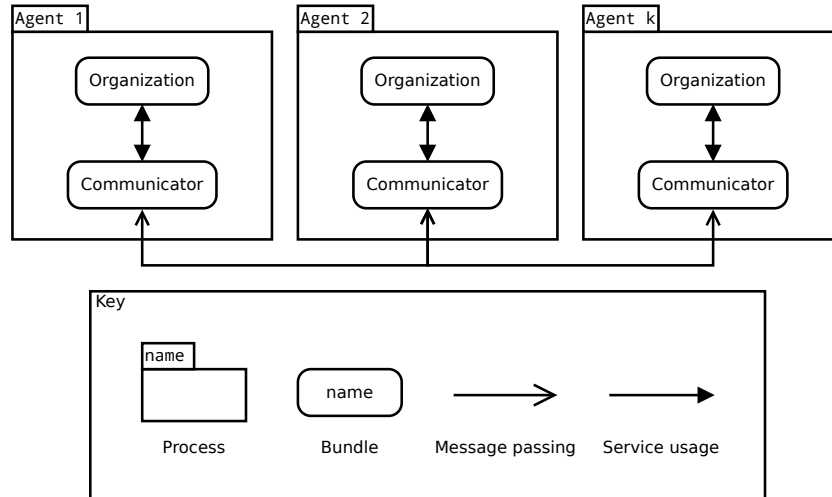 Agent 1
Agent 2
Agent k
Organization
Organization
Organization
Communicator
Communicator
Communicator
Key
name
name
Process
Bundle
Message passing
Service usage